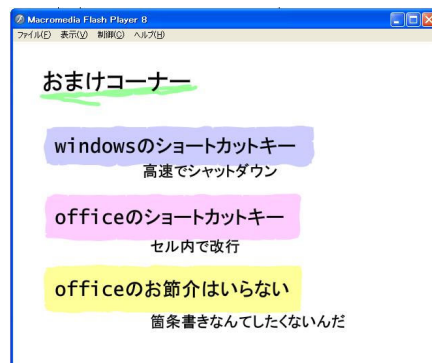 Macromedia Flash Player 8
ファイル(F) 表示(V) 制御(C) ヘルプ(H)
おまけコーナー
windowsのショートカットキー
高速でシャットダウン
officeのショートカットキー
セル内で改行
officeのお節介はいらない
箇条書きなんてしたくないんだ